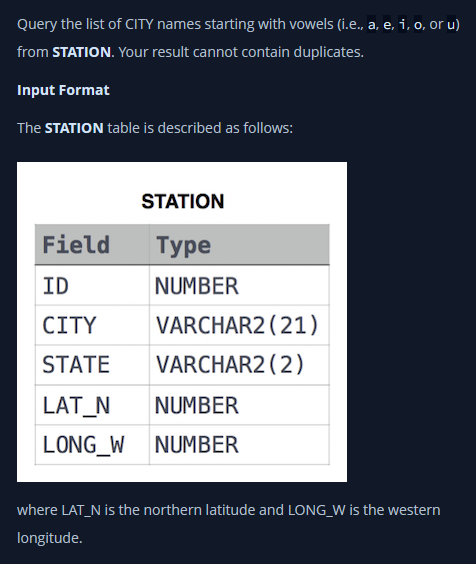 Query the list of CITY names starting with vowels (i.e., a, e, i, o, or u)
from STATION. Your result cannot contain duplicates.
Input Format
The STATION table is described as follows:
STATION
Field Type
ID NUMBER
CITY VARCHAR2(21)
STATE VARCHAR2(2)
LAT_N NUMBER
LONG_W NUMBER
where LAT_N is the northern latitude and LONG_W is the western
longitude.